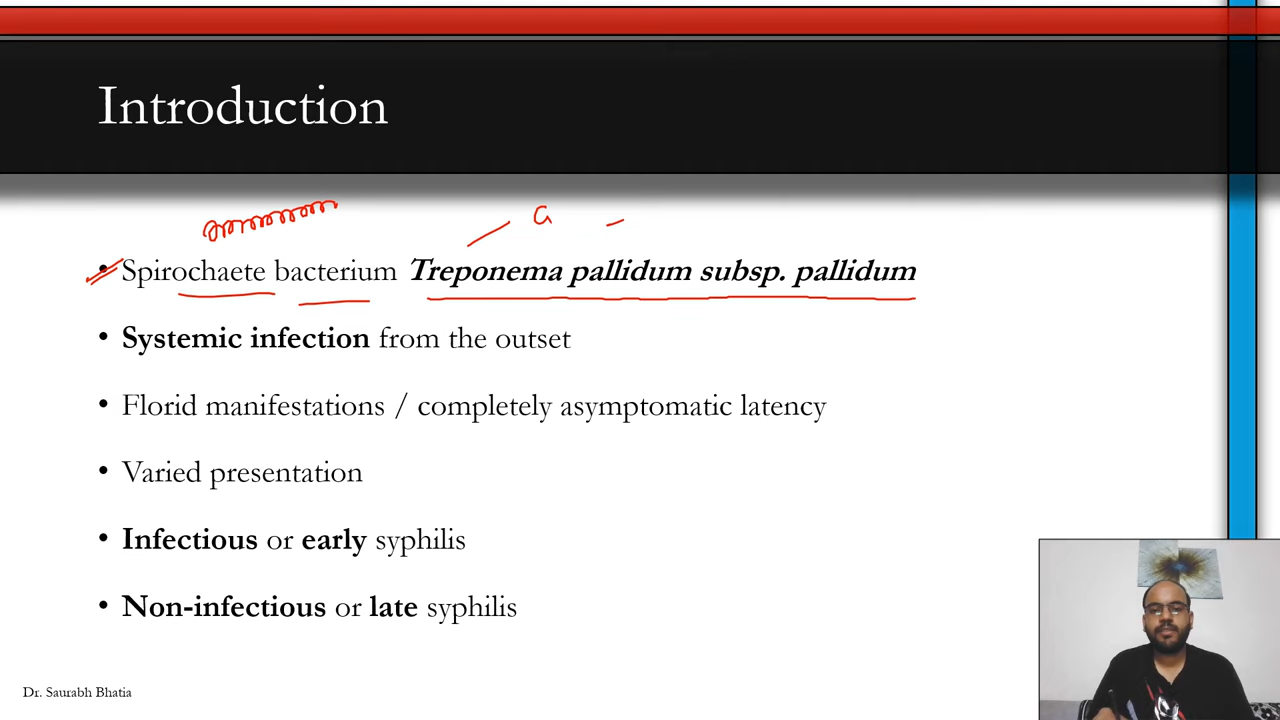 Introduction
G
• Spirochaete bacterium Treponema pallidum subsp. pallidum
• Systemic infection from the outset
• Florid manifestations / completely asymptomatic latency
• Varied presentation
• Infectious or early syphilis
• Non-infectious or late syphilis
Dr. Saurabh Bhatia